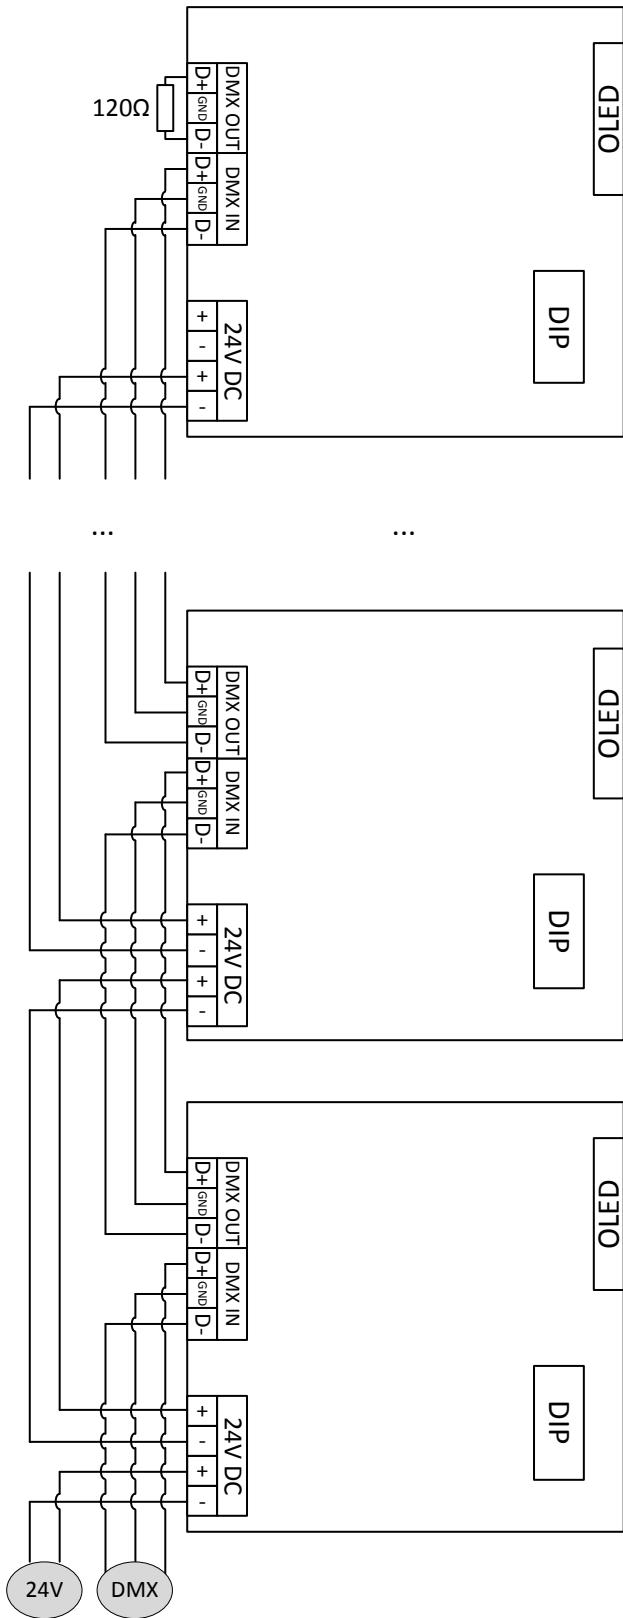 120Ω
D+
GND
D-
DMX OUT
D+
GND
D-
DMX IN
+
-
+
-
24V DC
OLED
DIP
...
...
D+
GND
D-
DMX OUT
D+
GND
D-
DMX IN
+
-
+
-
24V DC
OLED
DIP
D+
GND
D-
DMX OUT
D+
GND
D-
DMX IN
+
-
+
-
24V DC
OLED
DIP
24V
DMX